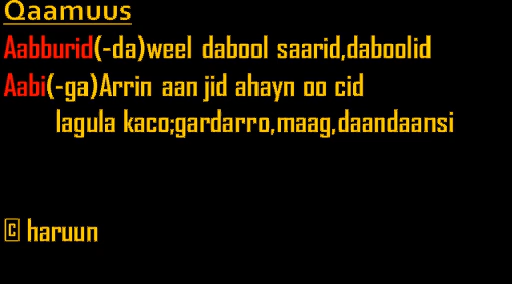 Qaamuus
Aabburid(-da)weel dabool saarid,daboolid
Aabi(-ga)Arrin aan jid ahayn oo cid
lagula kaco;gardarro,maag,daandaansi
© haruun